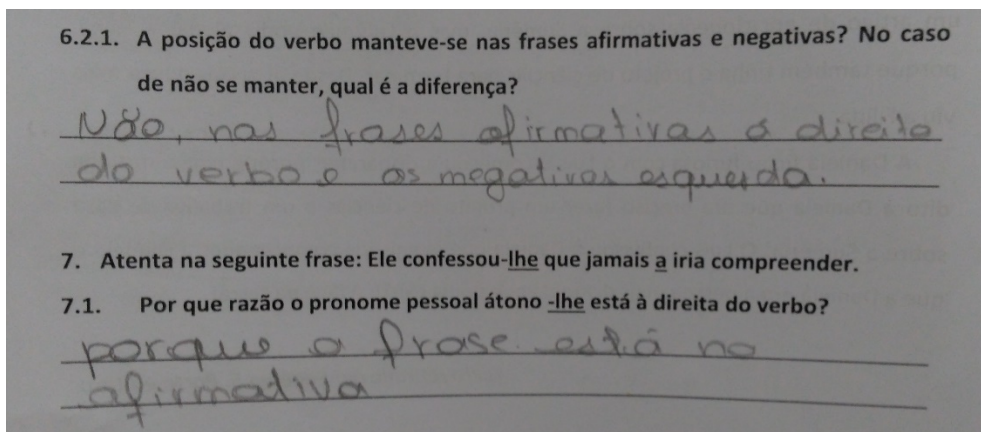 6.2.1. A posição do verbo manteve-se nas frases afirmativas e negativas? No caso
de não se manter, qual é a diferença?
Não, nas frases afirmativas á direita
do verbo e as megativas esquerda.
7. Atenta na seguinte frase: Ele confessou-lhe que jamais a iria compreender.
7.1. Por que razão o pronome pessoal átono -lhe está à direita do verbo?
porque a frase está na
afirmativa